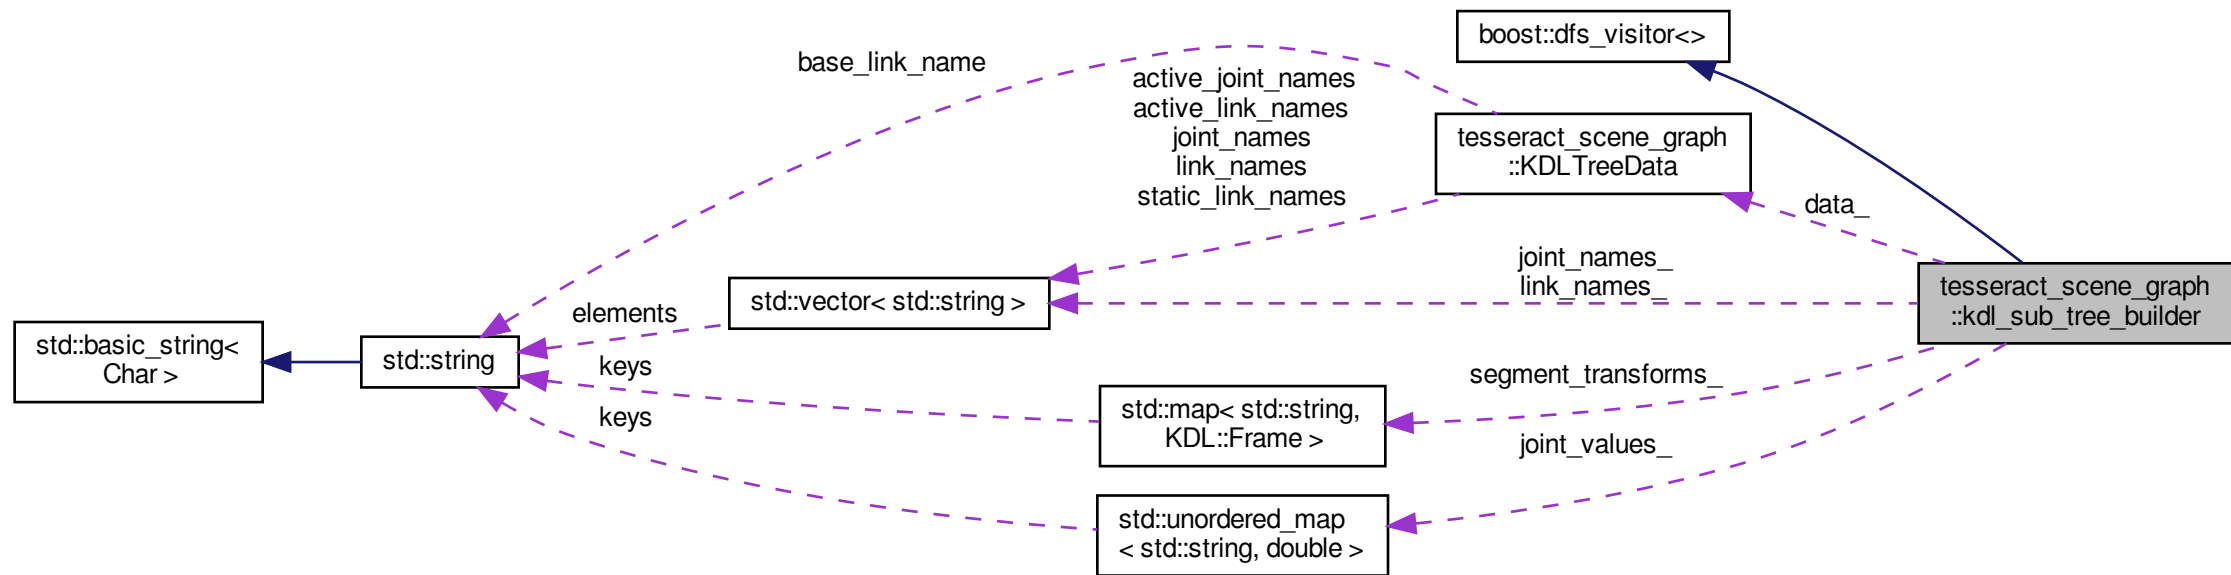 boost::dfs_visitor<>
base_link_name
active_joint_names
active_link_names
joint_names
link_names
static_link_names
tesseract_scene_graph
::KDLTreeData
data_
joint_names_
link_names_
tesseract_scene_graph
::kdl_sub_tree_builder
std::vector< std::string >
elements
std::basic_string<
Char >
std::string
keys
keys
segment_transforms_
std::map< std::string,
KDL::Frame >
joint_values_
std::unordered_map
< std::string, double >